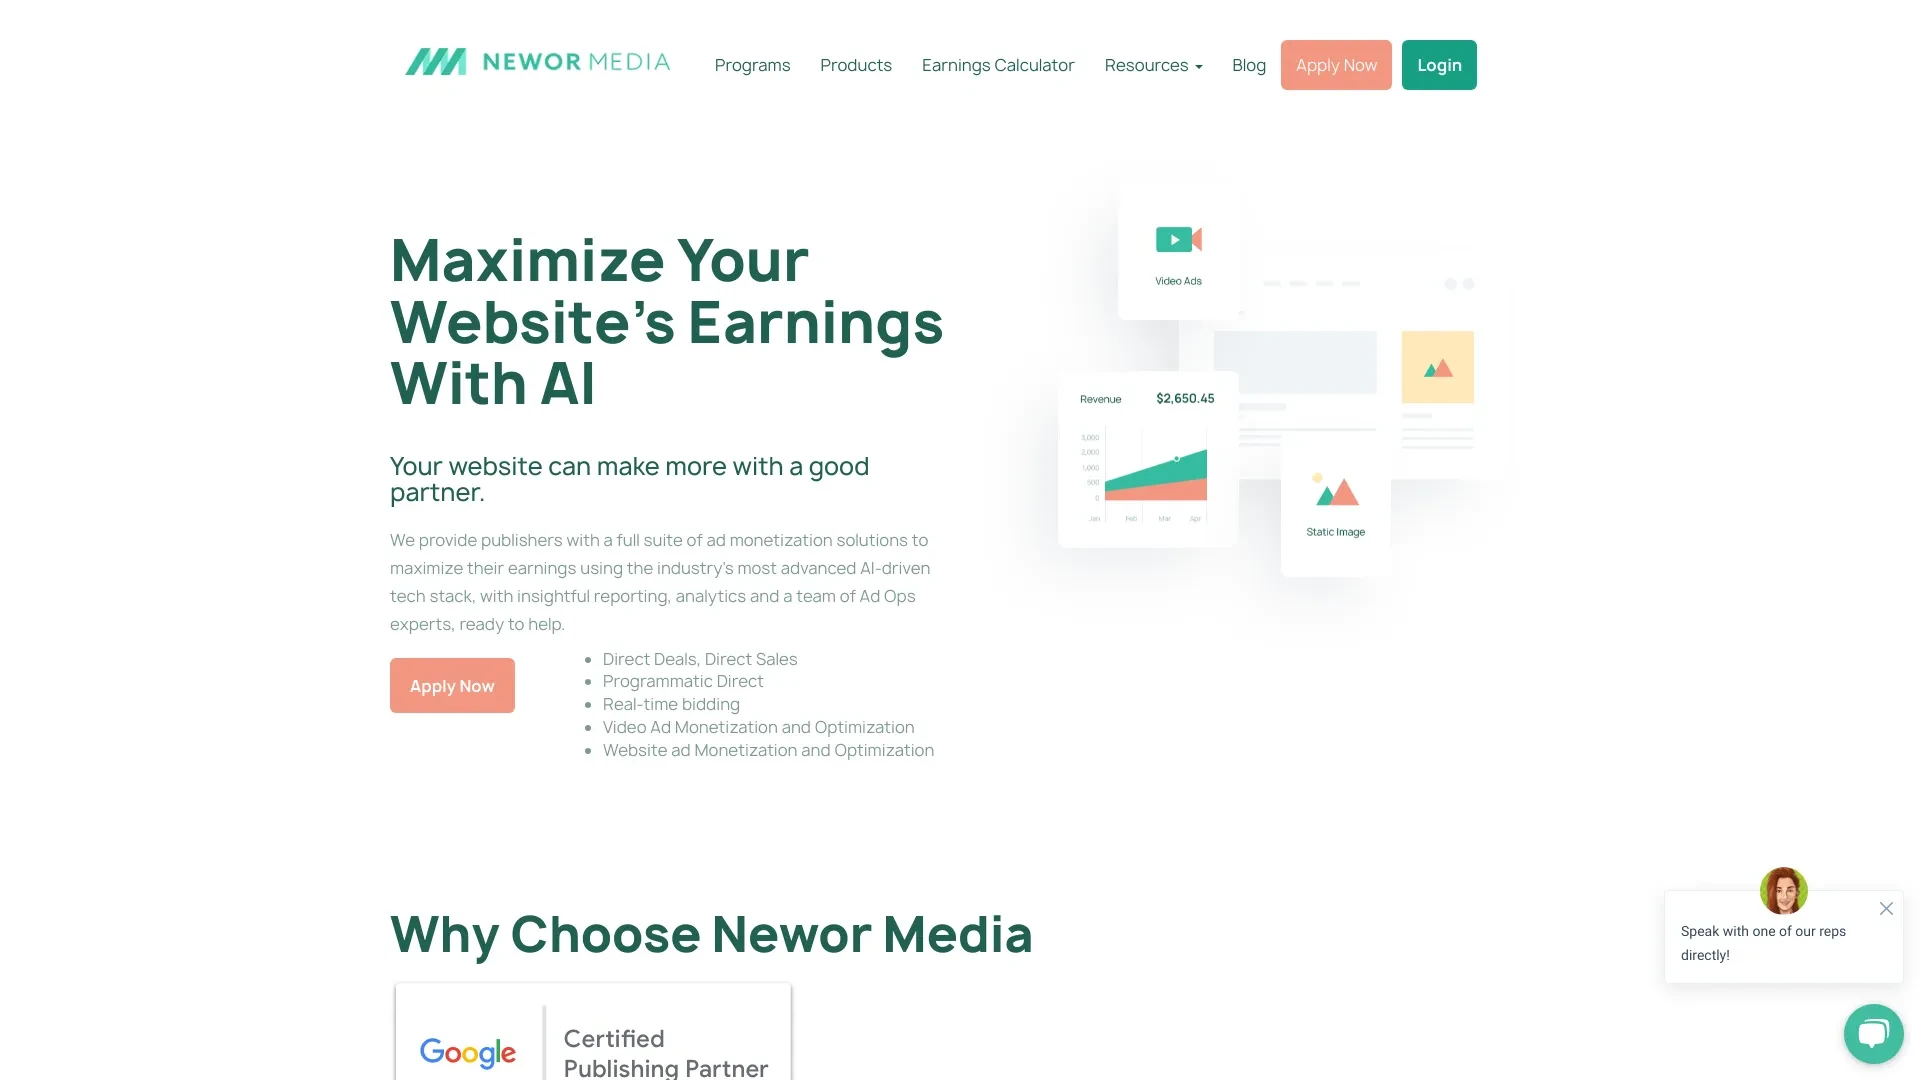 NEWOR MEDIA
Programs
Products
Earnings Calculator
Resources
Blog
Apply Now
Login
Maximize Your
Website's Earnings
With AI
Your website can make more with a good
partner.
We provide publishers with a full suite of ad monetization solutions to
maximize their earnings using the industry's most advanced AI-driven
tech stack, with insightful reporting, analytics and a team of Ad Ops
experts, ready to help.
Apply Now
Direct Deals, Direct Sales
Programmatic Direct
Real-time bidding
Video Ad Monetization and Optimization
Website ad Monetization and Optimization
Video Ads
Revenue $2,650.45
3,000
2,000
1,000
500
0
Jan Feb Mar Apr
Static Image
Why Choose Newor Media
Google
Certified
Publishing Partner
Speak with one of our reps
directly!